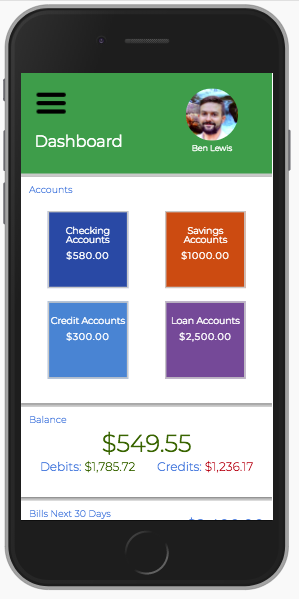 Dashboard
Ben Lewis
Accounts
Checking
Accounts
$580.00
Savings
Accounts
$1000.00
Credit Accounts
$300.00
Loan Accounts
$2,500.00
Balance
$549.55
Debits: $1,785.72 Credits: $1,236.17
Bills Next 30 Days